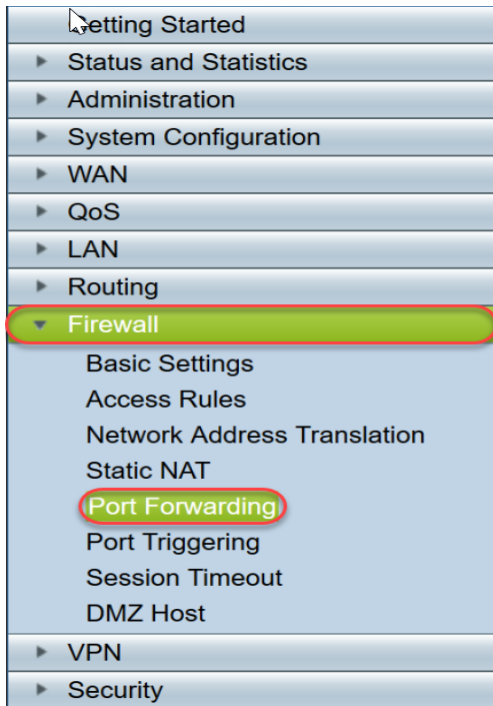 Getting Started
Status and Statistics
Administration
System Configuration
WAN
QoS
LAN
Routing
Firewall
Basic Settings
Access Rules
Network Address Translation
Static NAT
Port Forwarding
Port Triggering
Session Timeout
DMZ Host
VPN
Security